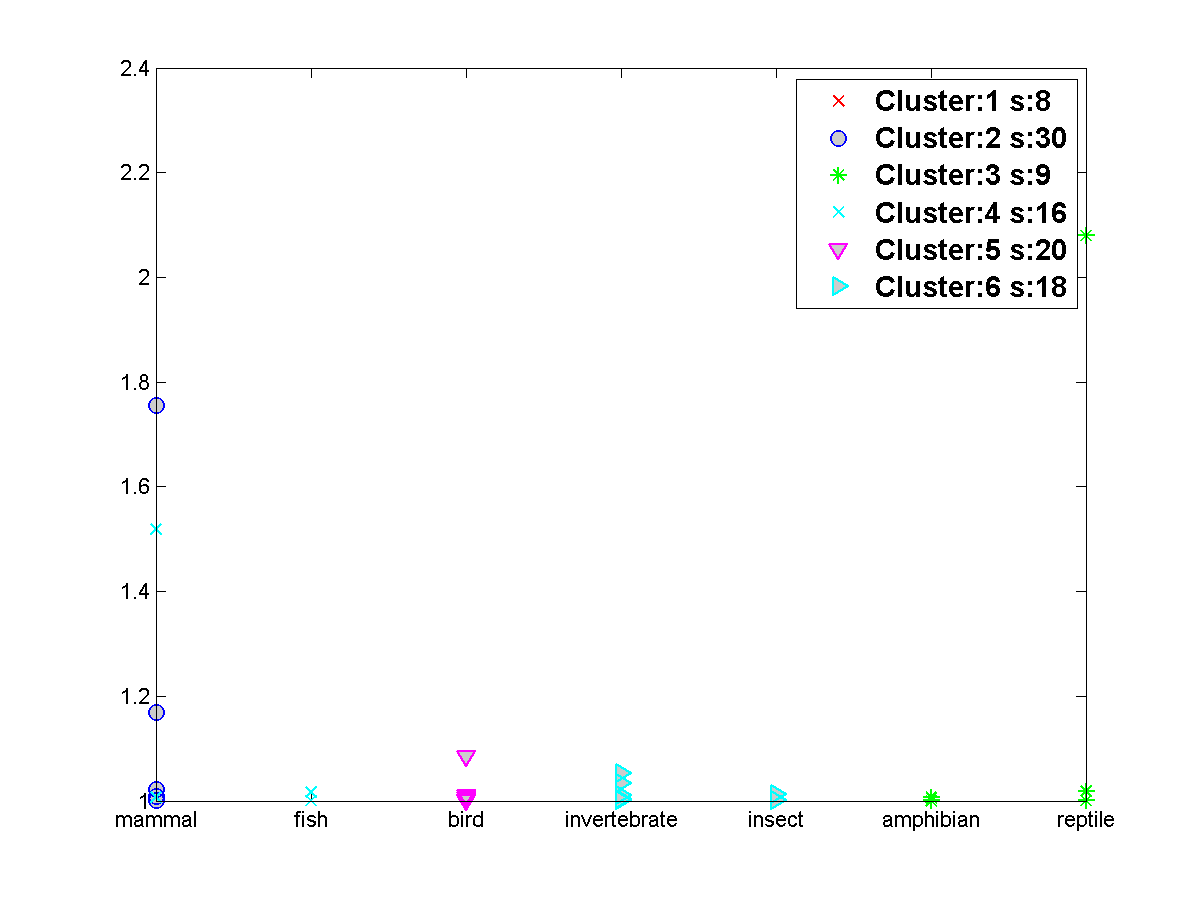 2.4
2.2
2
1.8
1.6
1.4
1.2
1
mammal fish bird invertebrate insect amphibian reptile
Cluster:1 s:8
Cluster:2 s:30
Cluster:3 s:9
Cluster:4 s:16
Cluster:5 s:20
Cluster:6 s:18